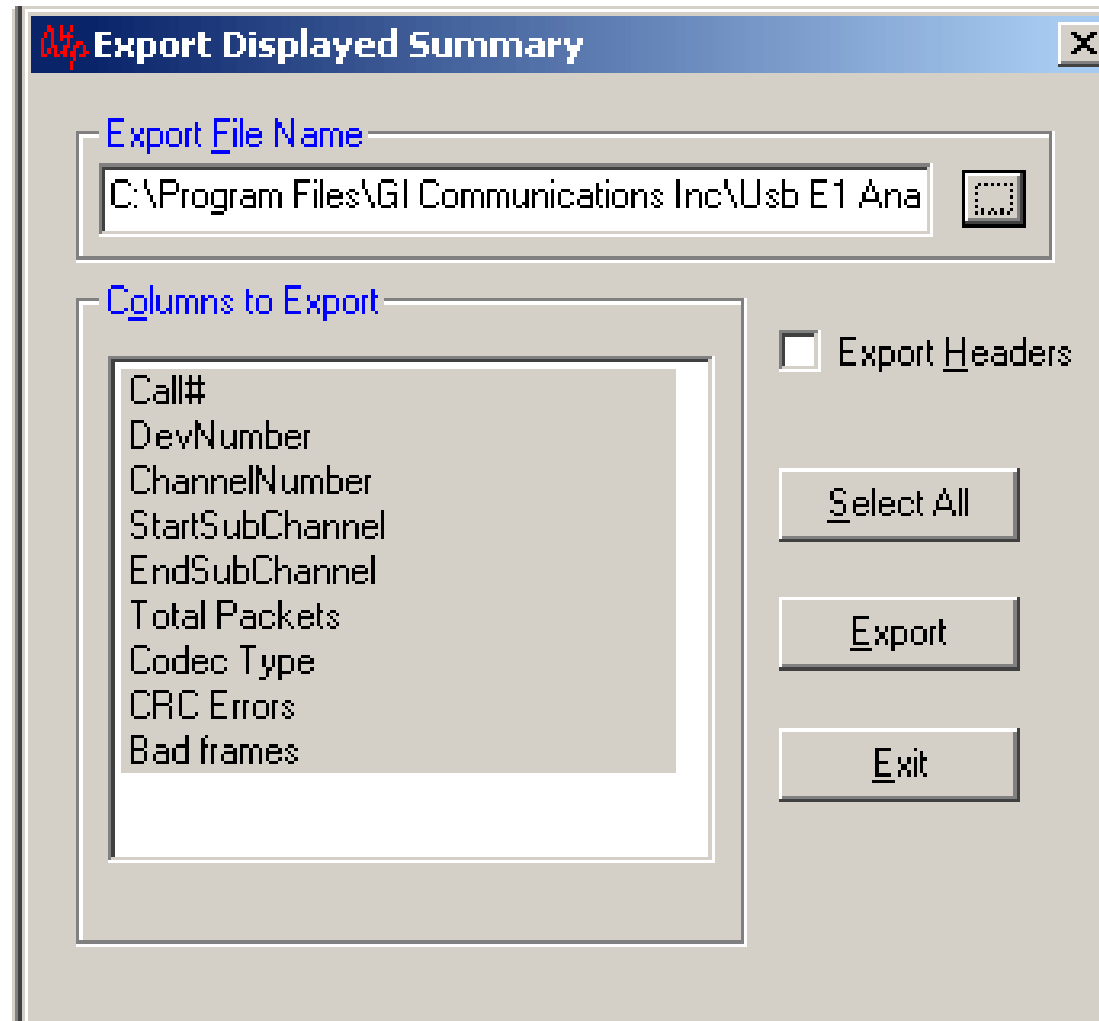 Export Displayed Summary
Export File Name
C:\Program Files\Gl Communications Inc\Usb E1 Ana
...
Columns to Export
Export Headers
Call#
DevNumber
ChannelNumber
StartSubChannel
EndSubChannel
Total Packets
Codec Type
CRC Errors
Bad frames
Select All
Export
Exit